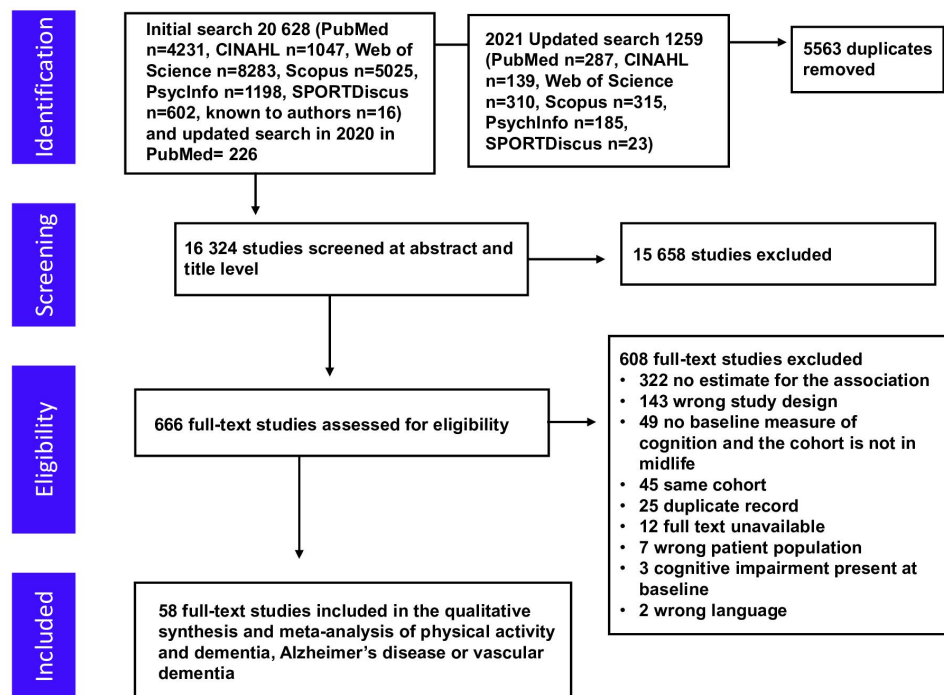 Identification
Initial search 20 628 (PubMed
n=4231, CINAHL n=1047, Web of
Science n=8283, Scopus n=5025,
PsycInfo n=1198, SPORTDiscus
n=602, known to authors n=16)
and updated search in 2020 in
PubMed= 226
2021 Updated search 1259
(PubMed n=287, CINAHL
n=139, Web of Science
n=310, Scopus n=315,
PsychInfo n=185,
SPORTDiscus n=23)
5563 duplicates
removed
Screening
16 324 studies screened at abstract and
title level
15 658 studies excluded
Eligibility
666 full-text studies assessed for eligibility
608 full-text studies excluded
• 322 no estimate for the association
• 143 wrong study design
• 49 no baseline measure of
cognition and the cohort is not in
midlife
• 45 same cohort
• 25 duplicate record
• 12 full text unavailable
• 7 wrong patient population
• 3 cognitive impairment present at
baseline
• 2 wrong language
Included
58 full-text studies included in the qualitative
synthesis and meta-analysis of physical activity
and dementia, Alzheimer's disease or vascular
dementia